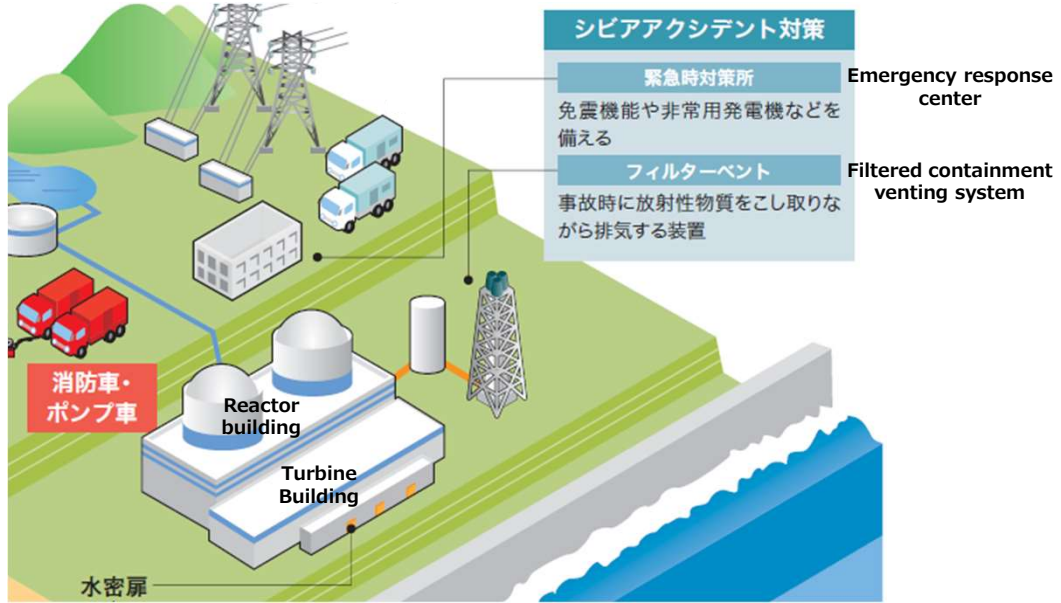 シビアアクシデント対策
緊急時対策所
免震機能や非常用発電機などを
備える
フィルターベント
事故時に放射性物質をこし取りな
がら排気する装置
Emergency response
center
Filtered containment
venting system
消防車・
ポンプ車
Reactor
building
Turbine
Building
水密扉